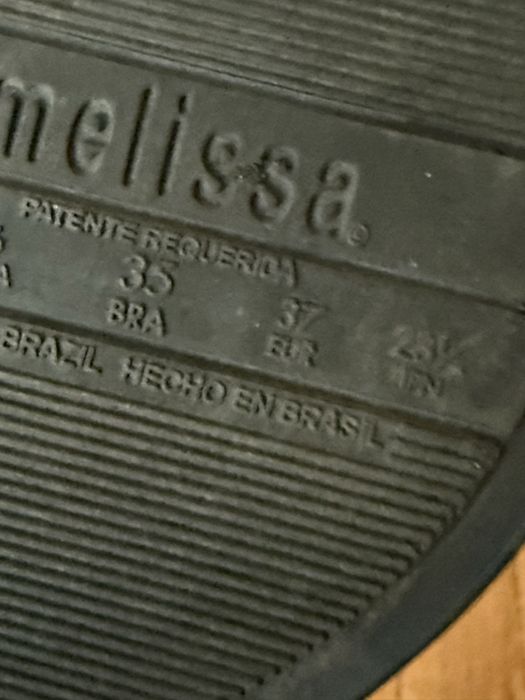 melissa©
PATENTE REQUERIDA
35 37
BRA EUR
BRAZIL HECHO EN BRASIL